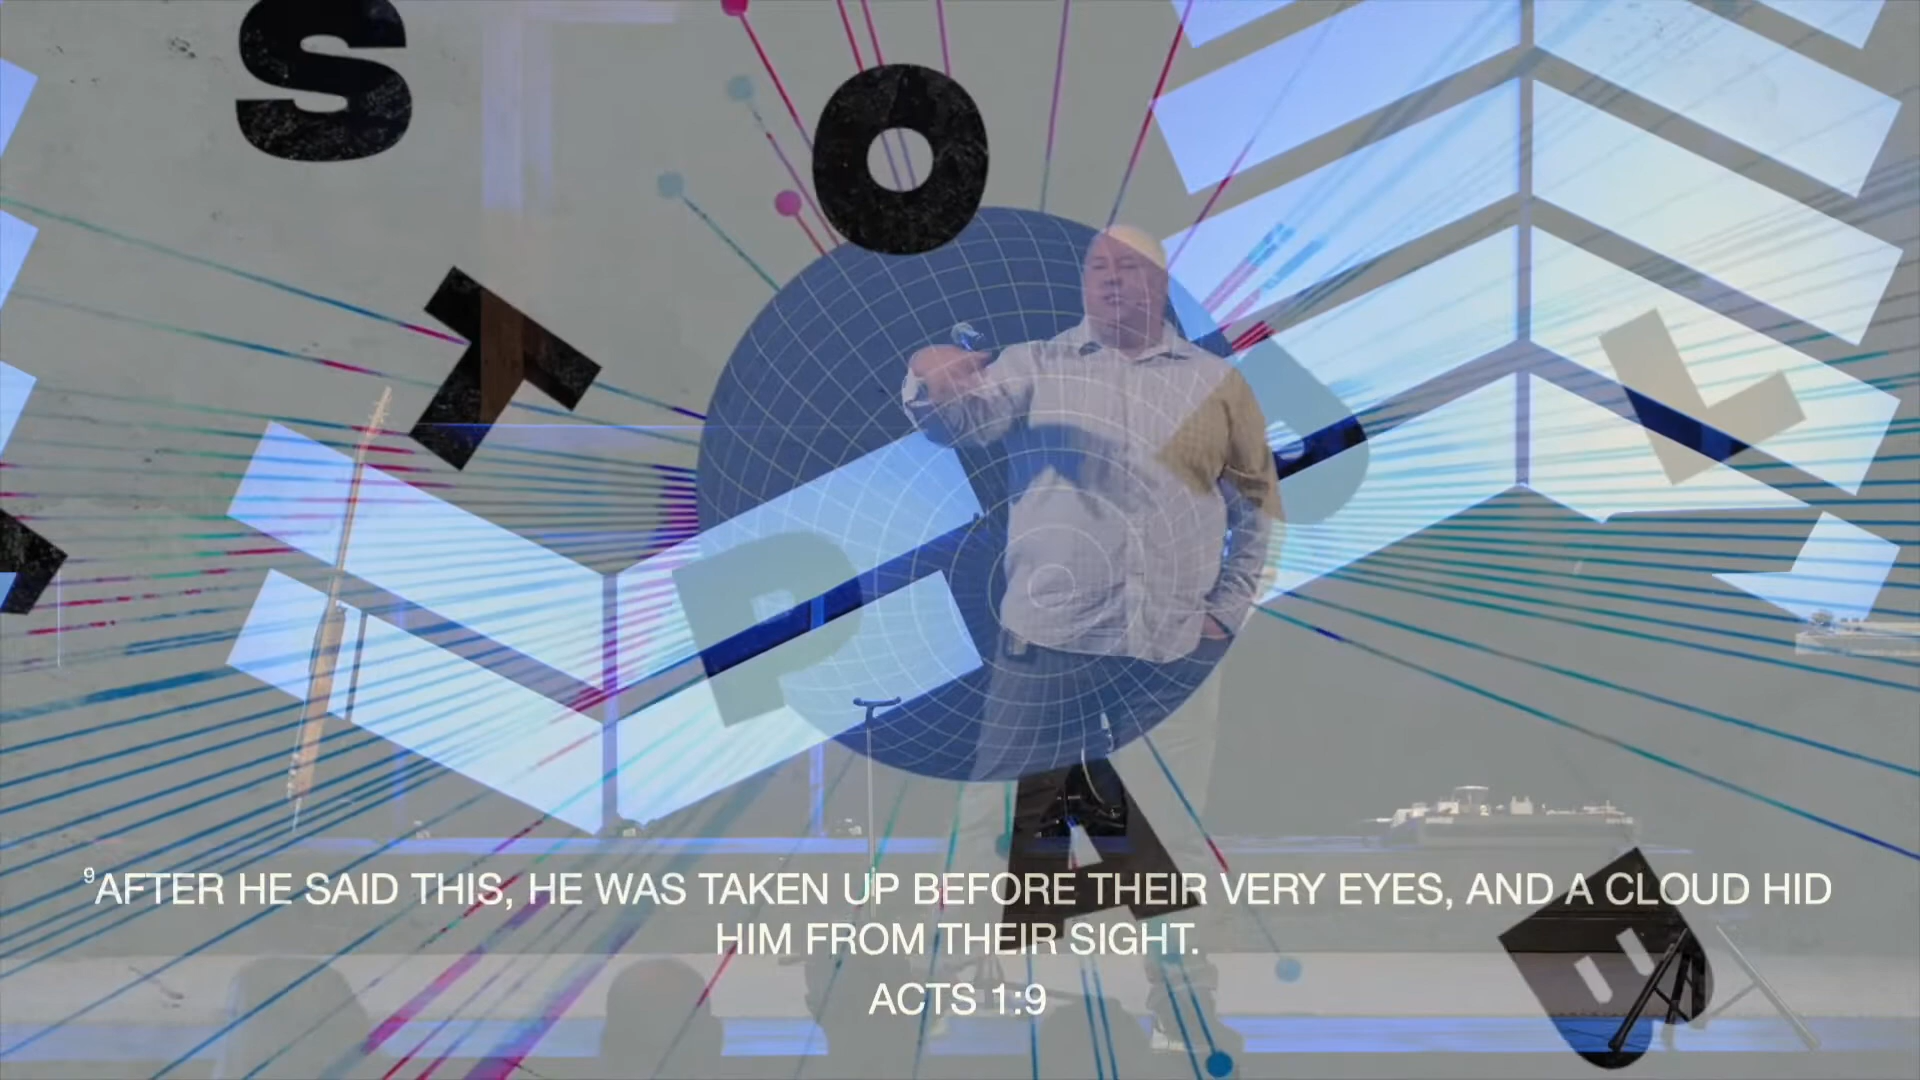 S
O
T
D
L
P
A
D
⁹AFTER HE SAID THIS, HE WAS TAKEN UP BEFORE THEIR VERY EYES, AND A CLOUD HID
HIM FROM THEIR SIGHT.
ACTS 1:9